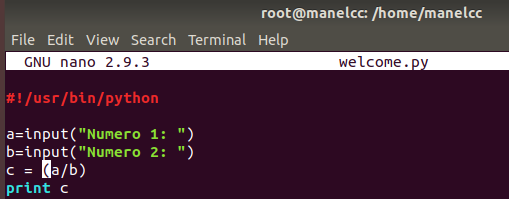 root@manelcc: /home/manelcc
File Edit View Search Terminal Help
GNU nano 2.9.3 welcome.py
#!/usr/bin/python
a=input("Numero 1: ")
b=input("Numero 2: ")
c = (a/b)
print c